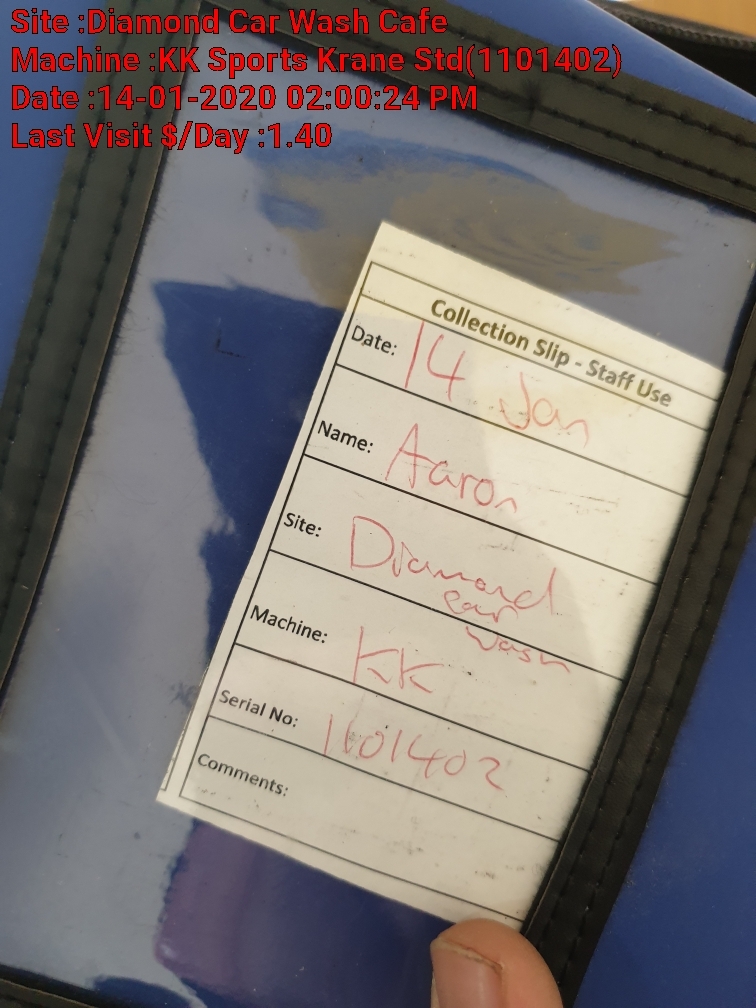 Site :Diamond Car Wash Cafe
Machine :KK Sports Krane Std(1101402)
Date :14-01-2020 02:00:24 PM
Last Visit $/Day :1.40
Collection Slip - Staff Use
Date: 14 Jan
Name: Aaron
Site: Diamond
car
wash
Machine: KK
Serial No: 1101402
Comments: